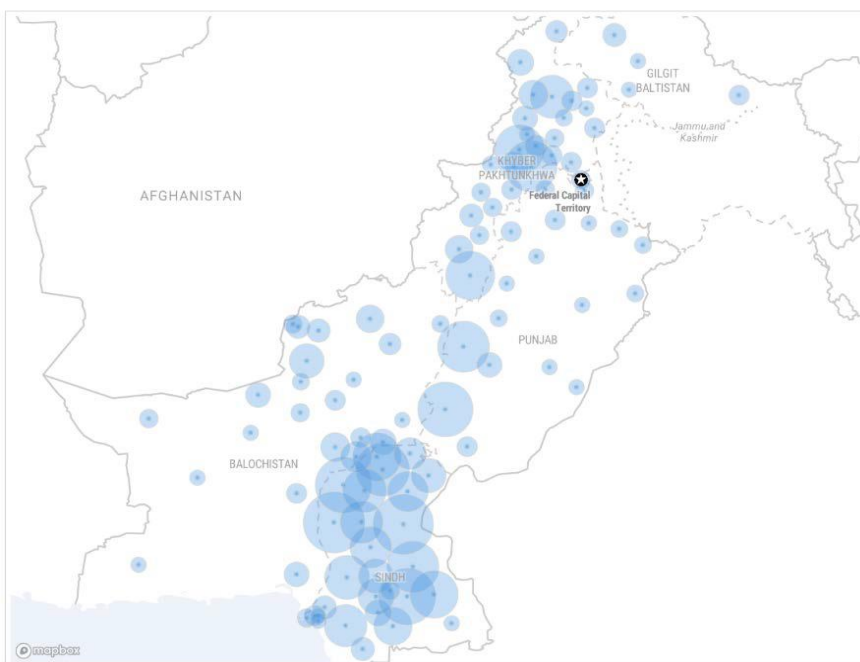 GILGIT
BALTISTAN
Jammu and
Kashmir
KHYBER
PAKHTUNKHWA
AFGHANISTAN
Federal Capital
Territory
PUNJAB
BALOCHISTAN
SINDH
mapbox